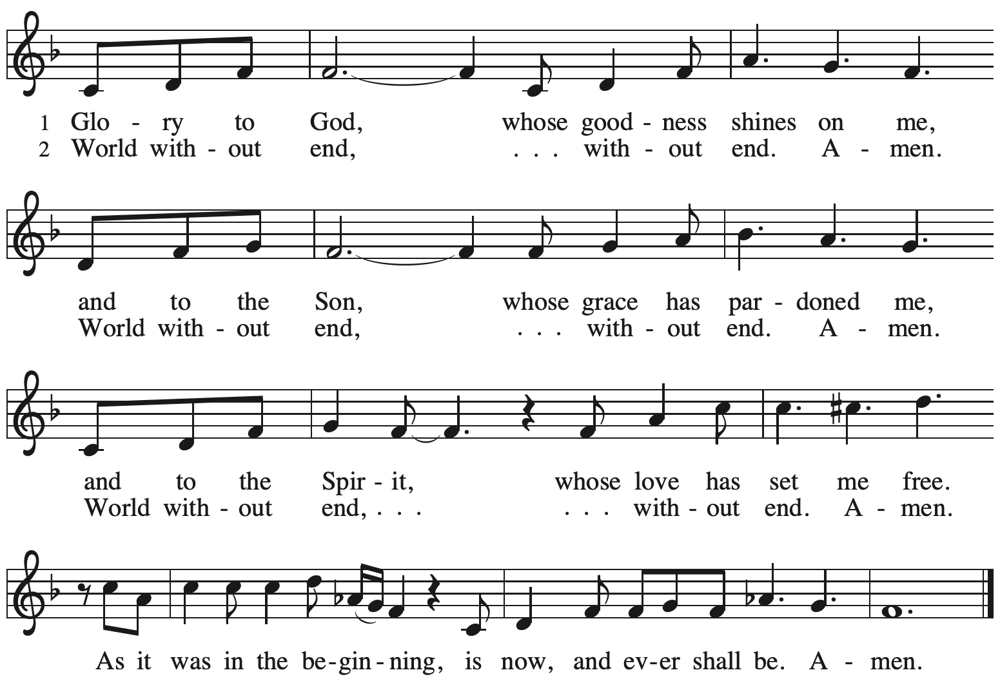 1 Glo - ry to God, whose good - ness shines on me,
2 World with - out end, . . . with - out end. A - men.
and to the Son, whose grace has par - doned me,
World with - out end, . . . with - out end. A - men.
and to the Spir - it, whose love has set me free.
World with - out end, . . . . . . with - out end. A - men.
As it was in the be - gin - ning, is now, and ev - er shall be. A - men.